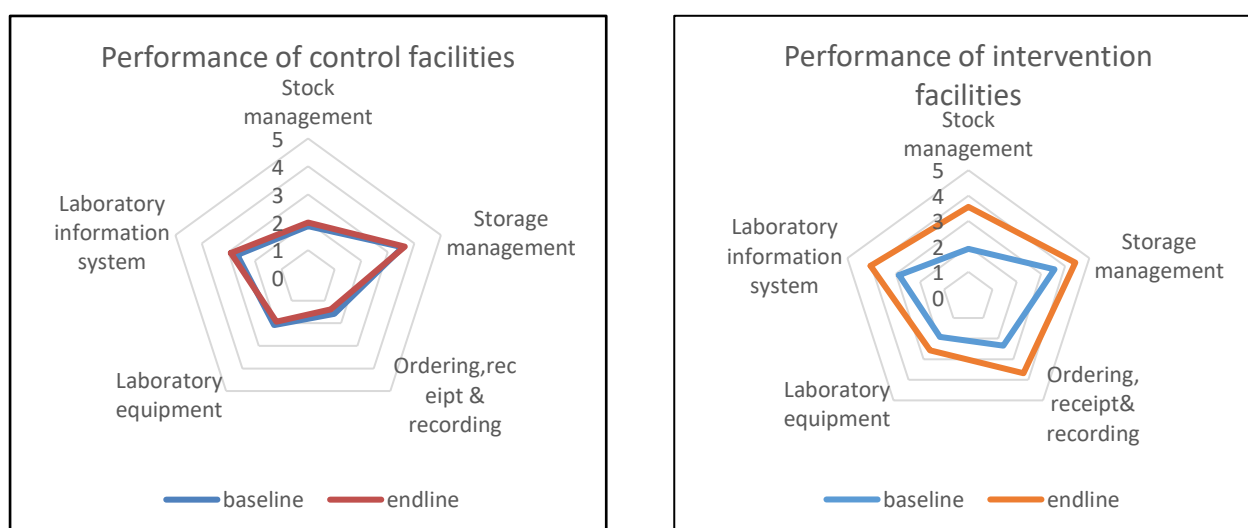 Performance of control facilities
Stock
management
5
4
3
2
1
0
Storage
management
Ordering,rec
eipt &
recording
Laboratory
equipment
Laboratory
information
system
baseline
endline
Performance of intervention
facilities
Stock
management
5
4
3
2
1
0
Storage
management
Ordering,
receipt&
recording
Laboratory
equipment
Laboratory
information
system
baseline
endline